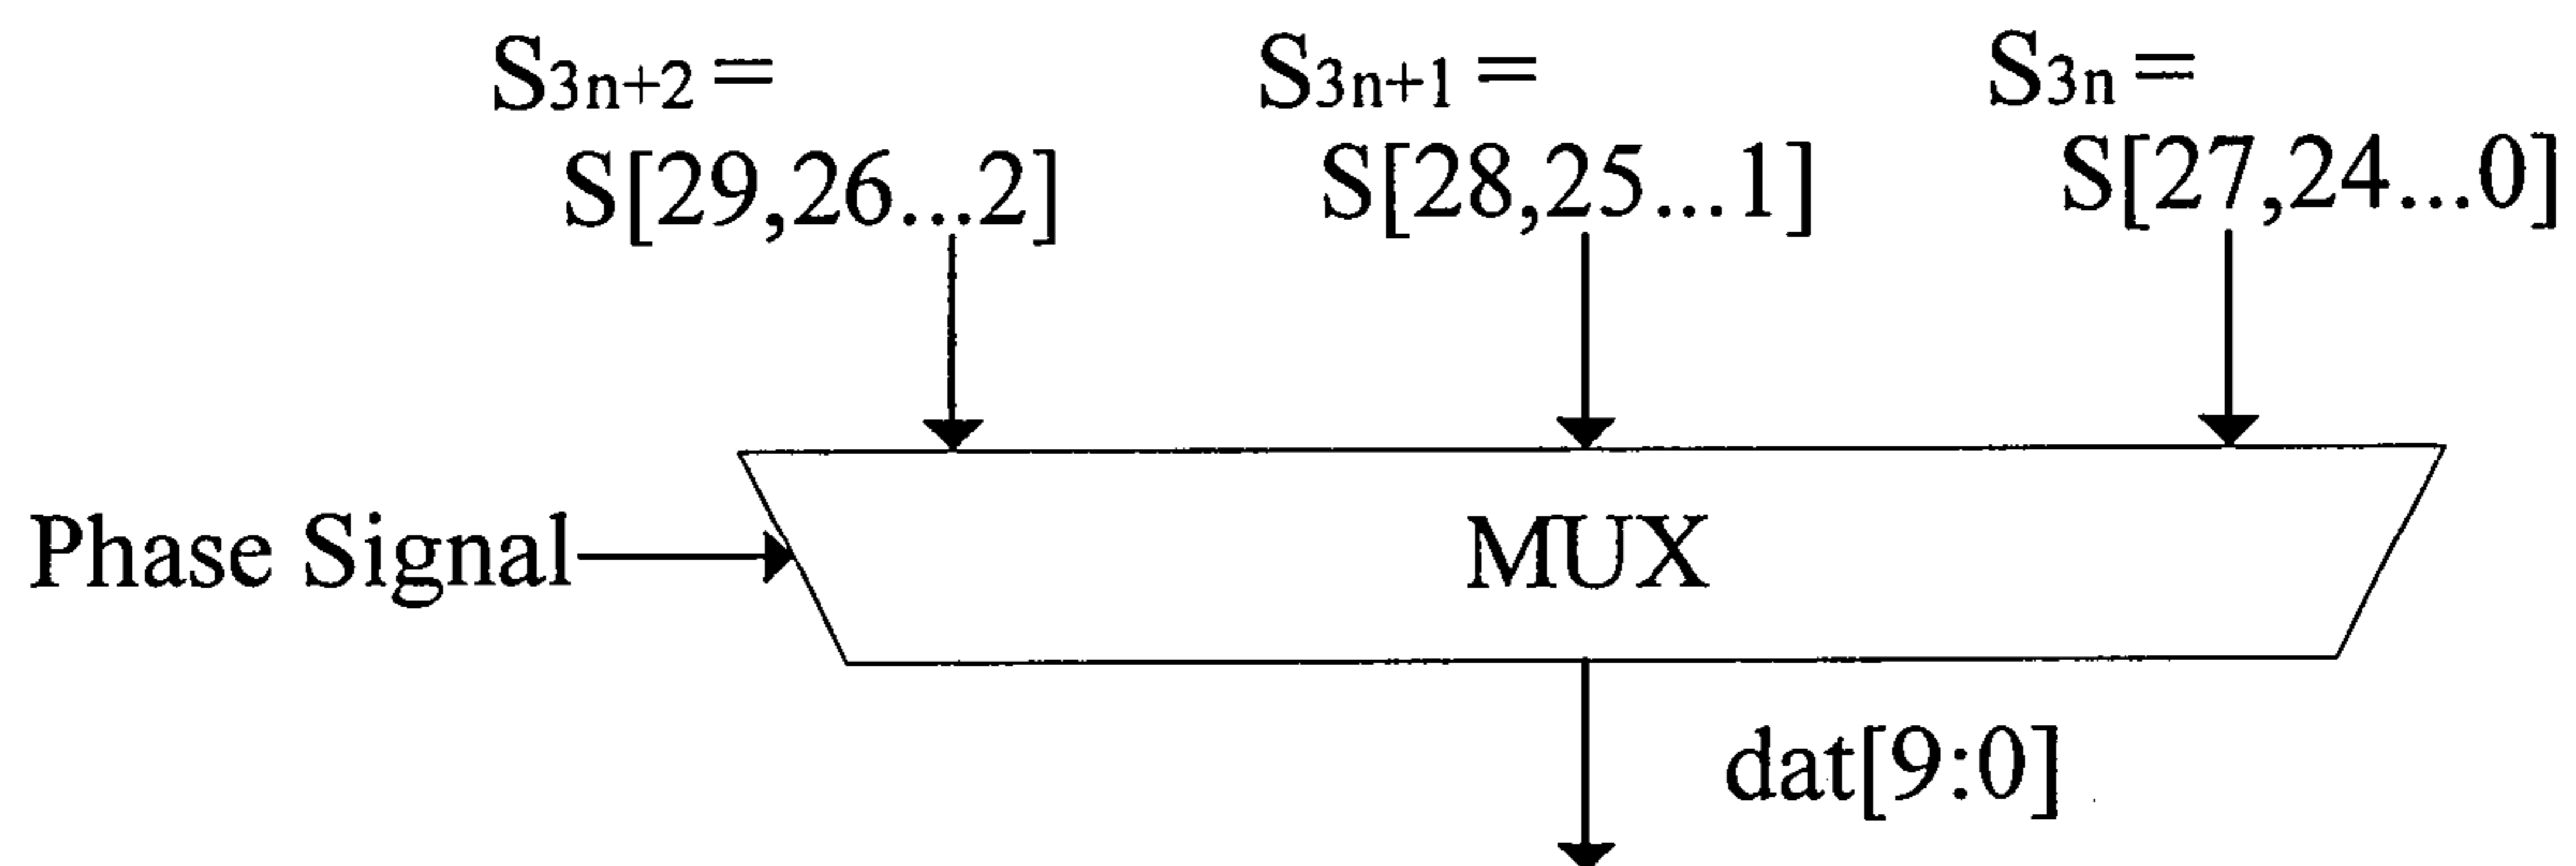 S3n+2 =
S[29,26...2]
S3n+1 =
S[28,25...1]
S3n =
S[27,24...0]
Phase Signal
MUX
dat[9:0]